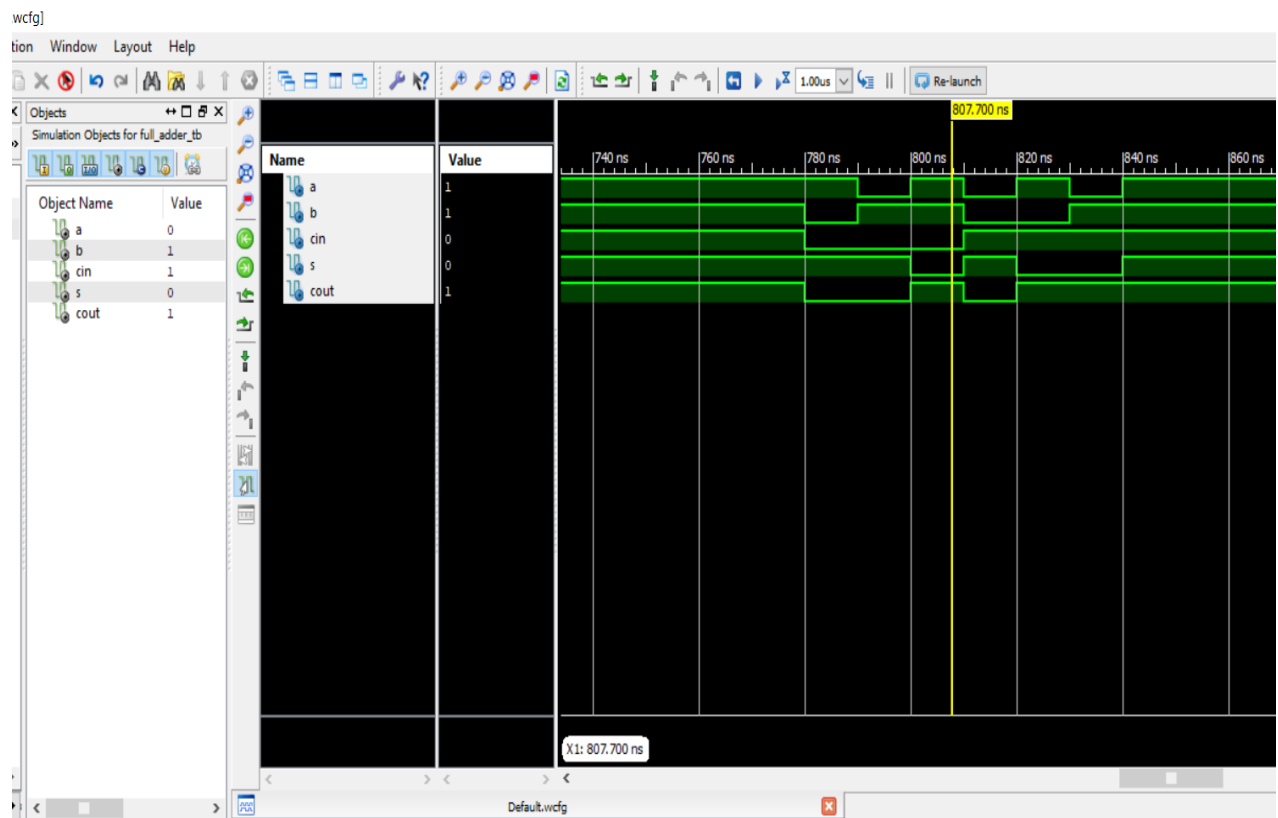 .wcfg]
tion Window Layout Help
1.00us Re-launch
Objects
Simulation Objects for full_adder_tb
Object Name Value
a 0
b 1
cin 1
s 0
cout 1
Name Value
a 1
b 1
cin 0
s 0
cout 1
807.700 ns
740 ns 760 ns 780 ns 800 ns 820 ns 840 ns 860 ns
X1: 807.700 ns
Default.wcfg